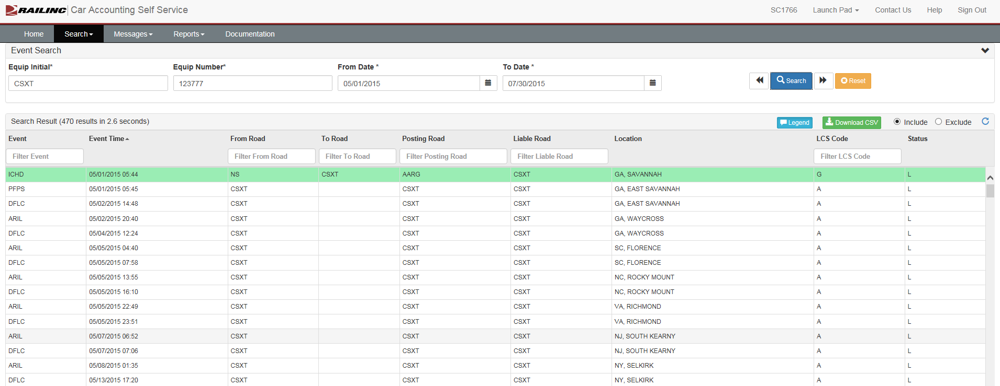 RAILINC Car Accounting Self Service SC1766 Launch Pad Contact Us Help Sign Out
Home Search Messages Reports Documentation
Event Search
Equip Initial* Equip Number* From Date * To Date *
CSXT 123777 05/01/2015 07/30/2015 Search Reset
Search Result (470 results in 2.6 seconds) Legend Download CSV Include Exclude
Event Event Time From Road To Road Posting Road Liable Road Location LCS Code Status
Filter Event Filter From Road Filter To Road Filter Posting Road Filter Liable Road Filter LCS Code
ICHD 05/01/2015 05:44 NS CSXT AARG CSXT GA, SAVANNAH G L
PFPS 05/01/2015 05:45 CSXT CSXT CSXT GA, EAST SAVANNAH A L
DFLC 05/02/2015 14:48 CSXT CSXT CSXT GA, EAST SAVANNAH A L
ARIL 05/02/2015 20:40 CSXT CSXT CSXT GA, WAYCROSS A L
DFLC 05/04/2015 12:24 CSXT CSXT CSXT GA, WAYCROSS A L
ARIL 05/05/2015 04:40 CSXT CSXT CSXT SC, FLORENCE A L
DFLC 05/05/2015 07:58 CSXT CSXT CSXT SC, FLORENCE A L
ARIL 05/05/2015 13:55 CSXT CSXT CSXT NC, ROCKY MOUNT A L
DFLC 05/05/2015 16:10 CSXT CSXT CSXT NC, ROCKY MOUNT A L
ARIL 05/05/2015 22:49 CSXT CSXT CSXT VA, RICHMOND A L
DFLC 05/05/2015 23:51 CSXT CSXT CSXT VA, RICHMOND A L
ARIL 05/07/2015 06:52 CSXT CSXT CSXT NJ, SOUTH KEARNY A L
DFLC 05/07/2015 07:06 CSXT CSXT CSXT NJ, SOUTH KEARNY A L
ARIL 05/08/2015 01:35 CSXT CSXT CSXT NY, SELKIRK A L
DFLC 05/13/2015 17:20 CSXT CSXT CSXT NY, SELKIRK A L